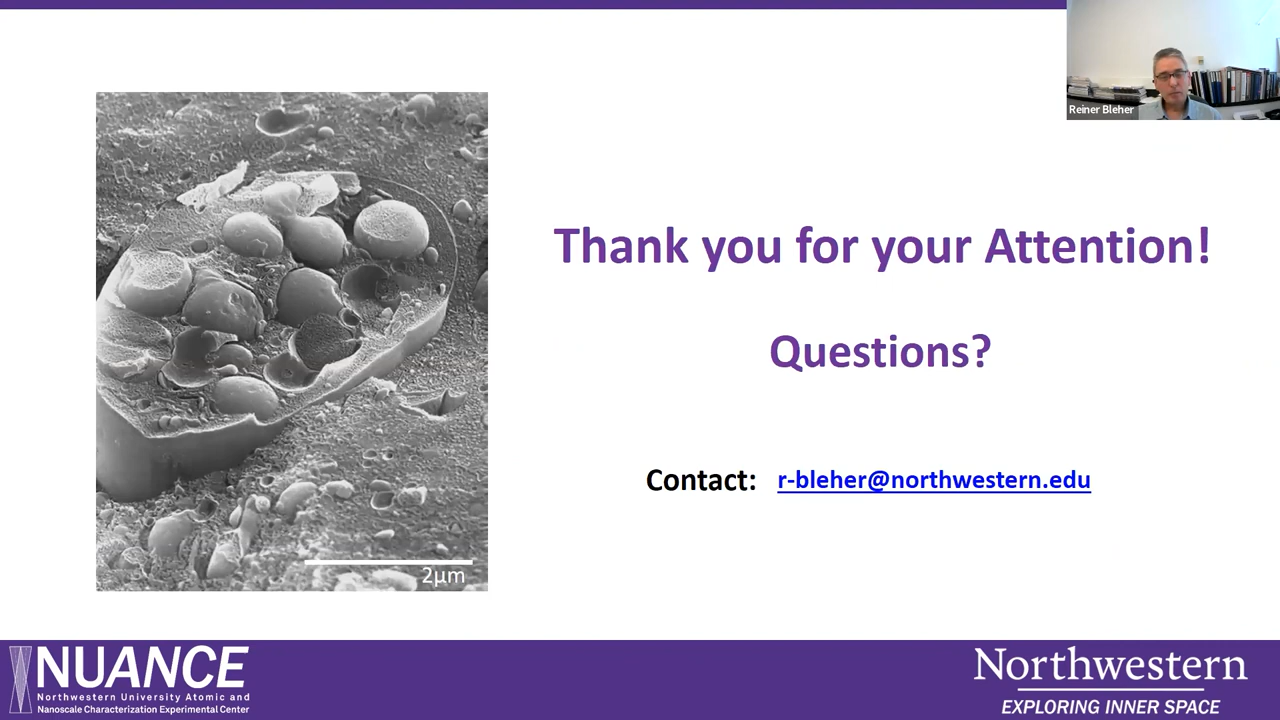 Reiner Bleher
Thank you for your Attention!
Questions?
Contact: r-bleher@northwestern.edu
2µm
NUANCE
Northwestern University Atomic and
Nanoscale Characterization Experimental Center
Northwestern
EXPLORING INNER SPACE